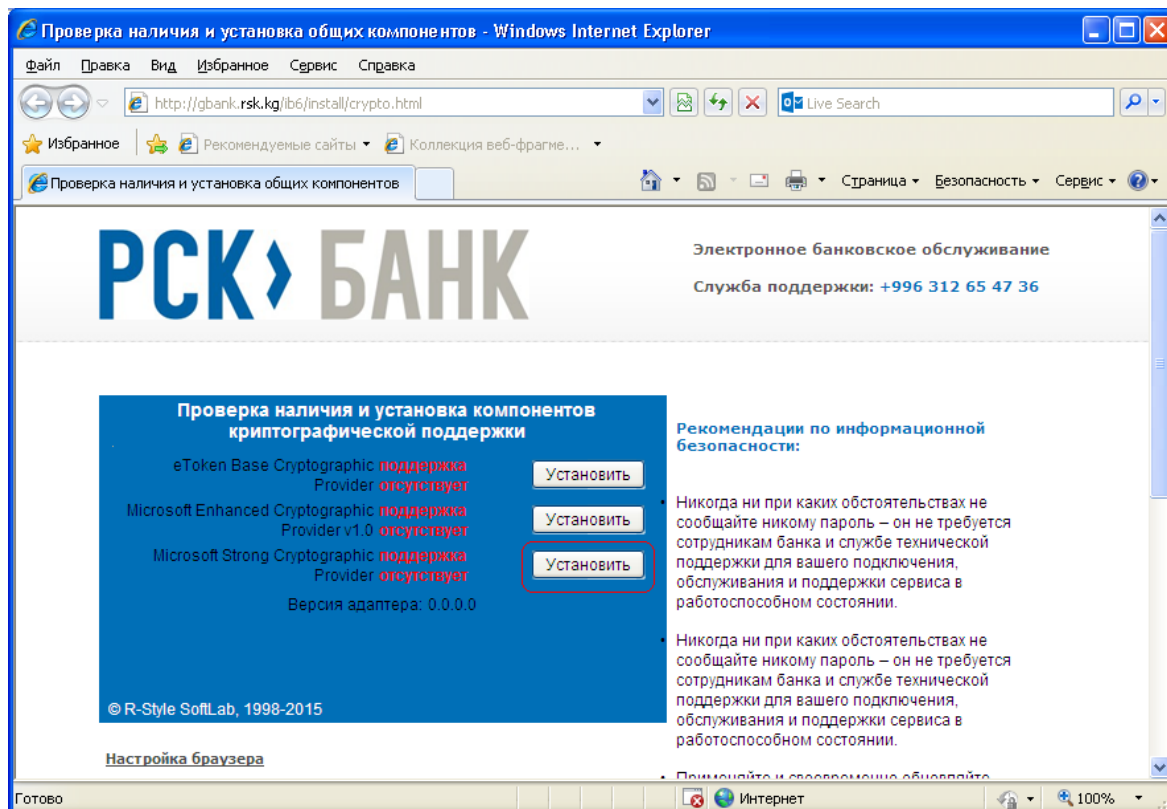 Проверка наличия и установка общих компонентов - Windows Internet Explorer
Файл Правка Вид Избранное Сервис Справка
http://gbank.rsk.kg/ib6/install/crypto.html
Live Search
Избранное Рекомендуемые сайты Коллекция веб-фрагме...
Проверка наличия и установка общих компонентов
Страница Безопасность Сервис
РСК БАНК
Электронное банковское обслуживание
Служба поддержки: +996 312 65 47 36
Проверка наличия и установка компонентов
криптографической поддержки
eToken Base Cryptographic поддержка
Provider отсутствует
Установить
Microsoft Enhanced Cryptographic поддержка
Provider v1.0 отсутствует
Установить
Microsoft Strong Cryptographic поддержка
Provider отсутствует
Установить
Версия адаптера: 0.0.0.0
© R-Style SoftLab, 1998-2015
Настройка браузера
Рекомендации по информационной
безопасности:
• Никогда ни при каких обстоятельствах не
сообщайте никому пароль – он не требуется
сотрудникам банка и службе технической
поддержки для вашего подключения,
обслуживания и поддержки сервиса в
работоспособном состоянии.
• Никогда ни при каких обстоятельствах не
сообщайте никому пароль – он не требуется
сотрудникам банка и службе технической
поддержки для вашего подключения,
обслуживания и поддержки сервиса в
работоспособном состоянии.
• Применяйте и своевременно обновляйте
Готово
Интернет
100%